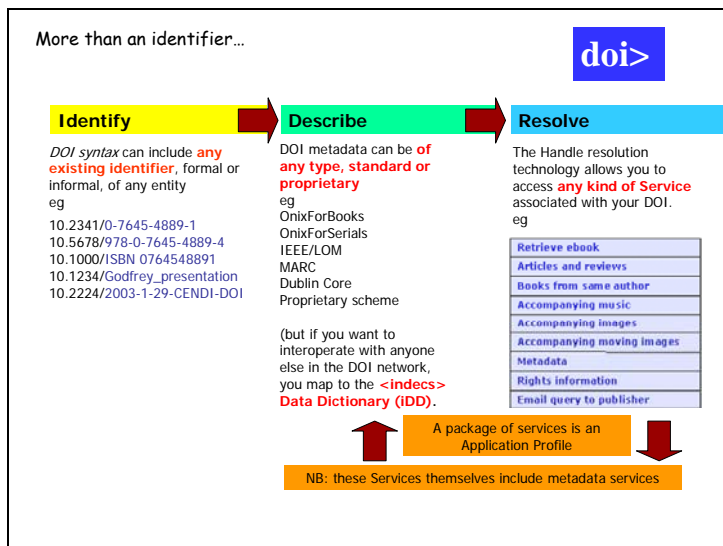 More than an identifier...
doi>
Identify
DOI syntax can include any
existing identifier, formal or
informal, of any entity
eg
10.2341/0-7645-4889-1
10.5678/978-0-7645-4889-4
10.1000/ISBN 0764548891
10.1234/Godfrey_presentation
10.2224/2003-1-29-CENDI-DOI
Describe
DOI metadata can be of
any type, standard or
proprietary
eg
OnixForBooks
OnixForSerials
IEEE/LOM
MARC
Dublin Core
Proprietary scheme
(but if you want to
interoperate with anyone
else in the DOI network,
you map to the <indecs>
Data Dictionary (iDD).
Resolve
The Handle resolution
technology allows you to
access any kind of Service
associated with your DOI.
eg
Retrieve ebook
Articles and reviews
Books from same author
Accompanying music
Accompanying images
Accompanying moving images
Metadata
Rights information
Email query to publisher
A package of services is an
Application Profile
NB: these Services themselves include metadata services